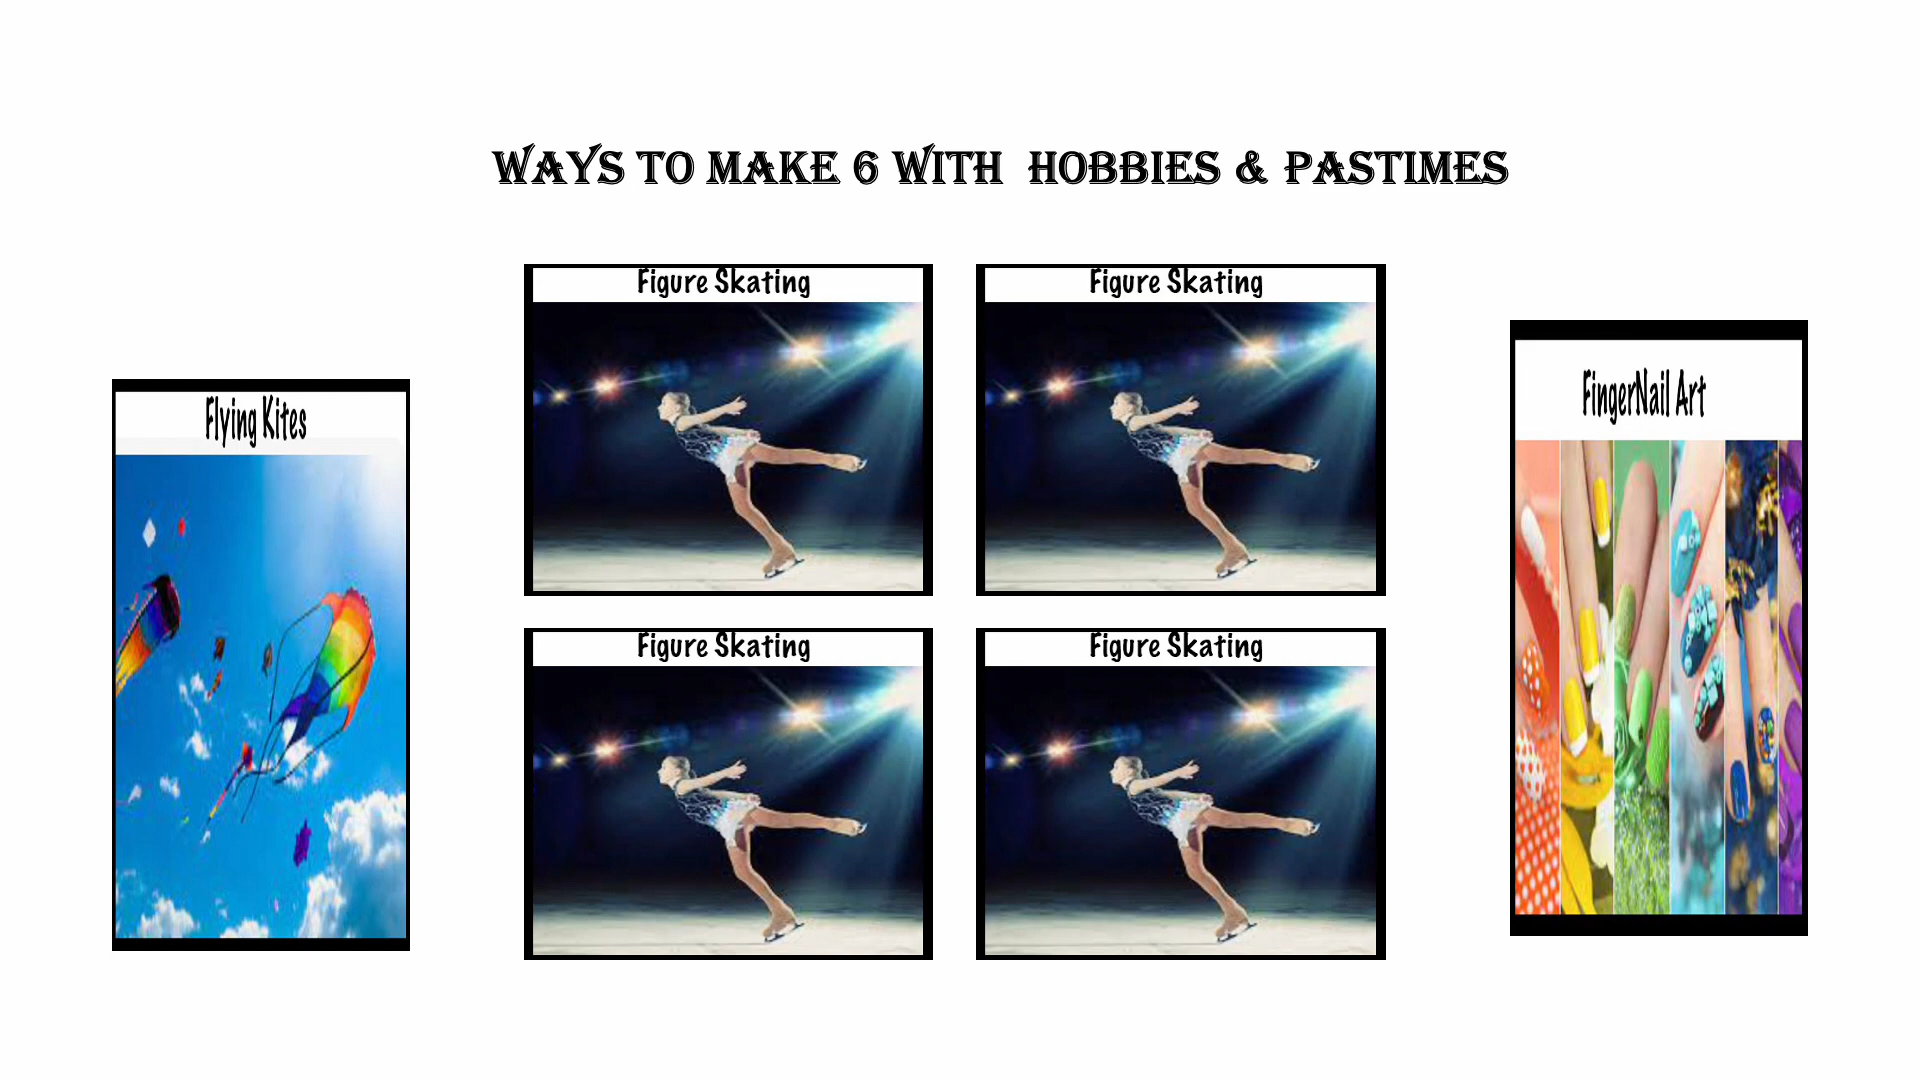 WAYS TO MAKE 6 WITH HOBBIES & PASTIMES
Figure Skating
Figure Skating
Flying Kites
FingerNail Art
Figure Skating
Figure Skating